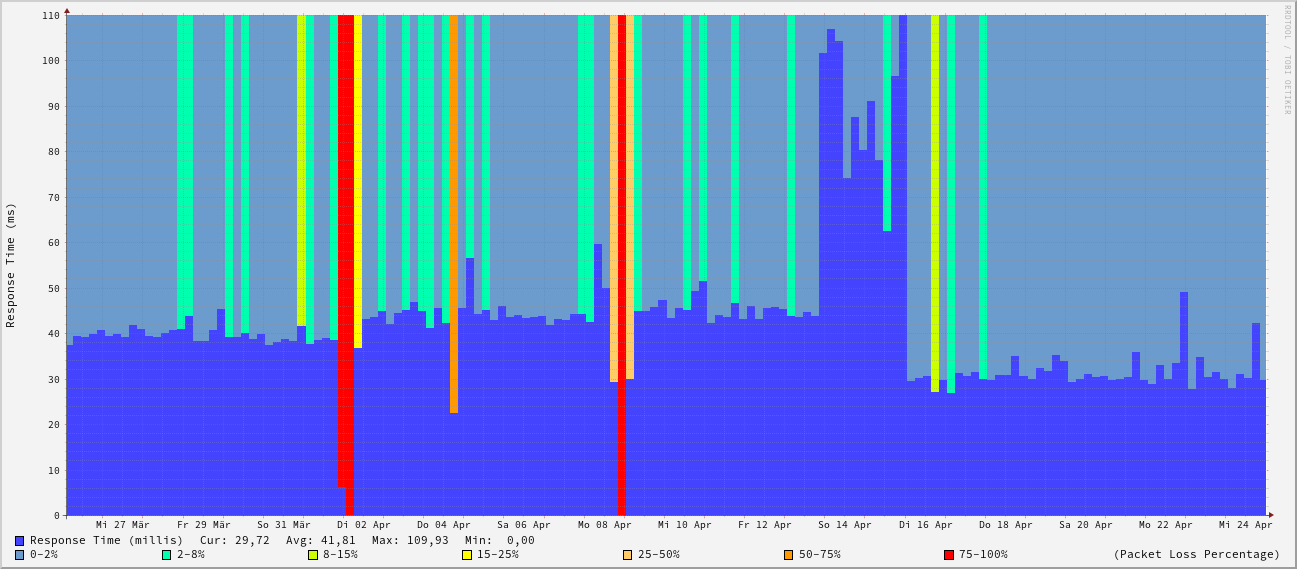 RRDTOOL / TOBI OETIKER
Response Time (ms)
110
100
90
80
70
60
50
40
30
20
10
0
Mi 27 Mär Fr 29 Mär So 31 Mär Di 02 Apr Do 04 Apr Sa 06 Apr Mo 08 Apr Mi 10 Apr Fr 12 Apr So 14 Apr Di 16 Apr Do 18 Apr Sa 20 Apr Mo 22 Apr Mi 24 Apr
Response Time (millis) Cur: 29,72 Avg: 41,81 Max: 109,93 Min: 0,00
0-2% 2-8% 8-15% 15-25% 25-50% 50-75% 75-100% (Packet Loss Percentage)